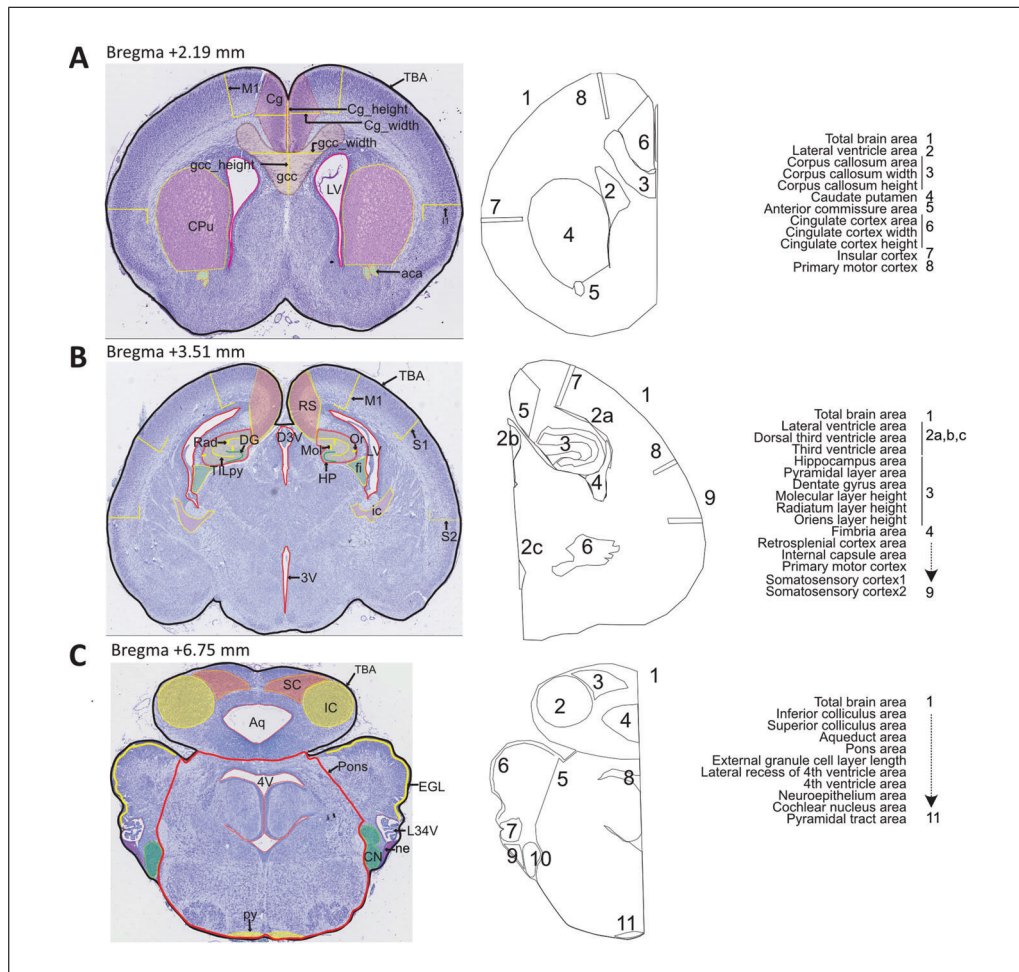 A
Bregma +2.19 mm
TBA
M1
Cg
Cg_height
Cg_width
gcc_width
gcc_height
gcc
LV
CPu
aca
1
8
6
3
2
7
4
5
Total brain area 1
Lateral ventricle area 2
Corpus callosum area
Corpus callosum width 3
Corpus callosum height
Caudate putamen 4
Anterior commissure area 5
Cingulate cortex area
Cingulate cortex width 6
Cingulate cortex height
Insular cortex 7
Primary motor cortex 8
B
Bregma +3.51 mm
TBA
RS
M1
S1
Rad
DG
D3V
Mol
Or
LV
TILpy
HP
fi
ic
S2
3V
7
1
5
2a
2b
3
8
4
9
2c
6
Total brain area 1
Lateral ventricle area
Dorsal third ventricle area 2a,b,c
Third ventricle area
Hippocampus area
Pyramidal layer area
Dentate gyrus area
Molecular layer height 3
Radiatum layer height
Oriens layer height
Fimbria area 4
Retrosplenial cortex area
Internal capsule area
Primary motor cortex
Somatosensory cortex1
Somatosensory cortex2 9
C
Bregma +6.75 mm
TBA
SC
IC
Aq
Pons
4V
EGL
L34V
ne
CN
py
1
3
2
4
6
5
8
7
9
10
11
Total brain area 1
Inferior colliculus area
Superior colliculus area
Aqueduct area
Pons area
External granule cell layer length
Lateral recess of 4th ventricle area
4th ventricle area
Neuroepithelium area
Cochlear nucleus area
Pyramidal tract area 11